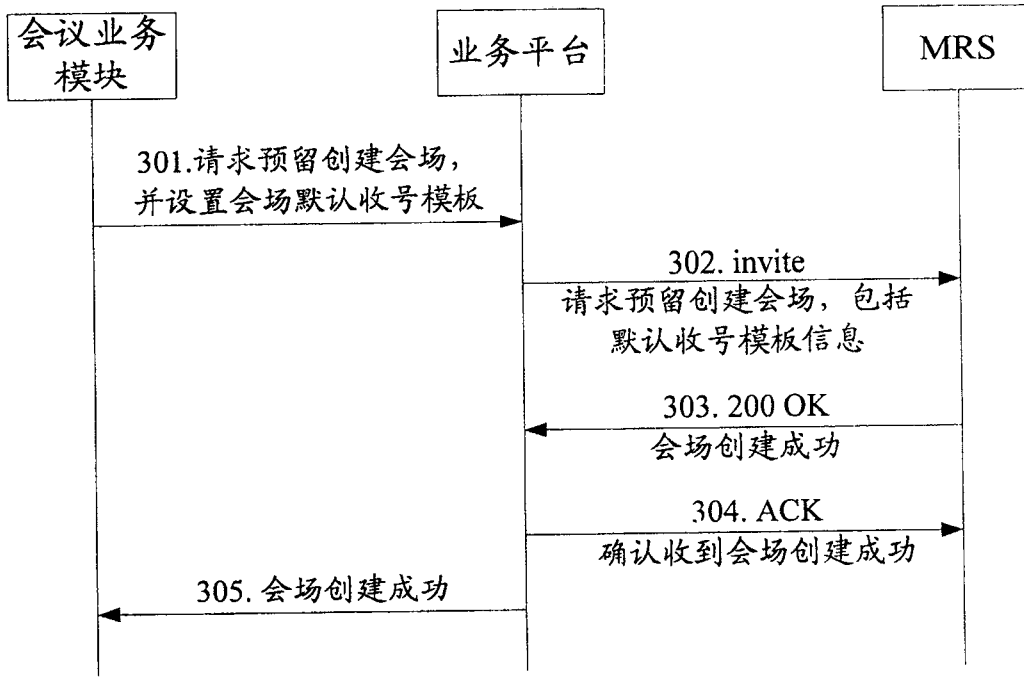 会议业务
模块
业务平台
MRS
301.请求预留创建会场，
并设置会场默认收号模板
302. invite
请求预留创建会场，包括
默认收号模板信息
303. 200 OK
会场创建成功
304. ACK
确认收到会场创建成功
305. 会场创建成功